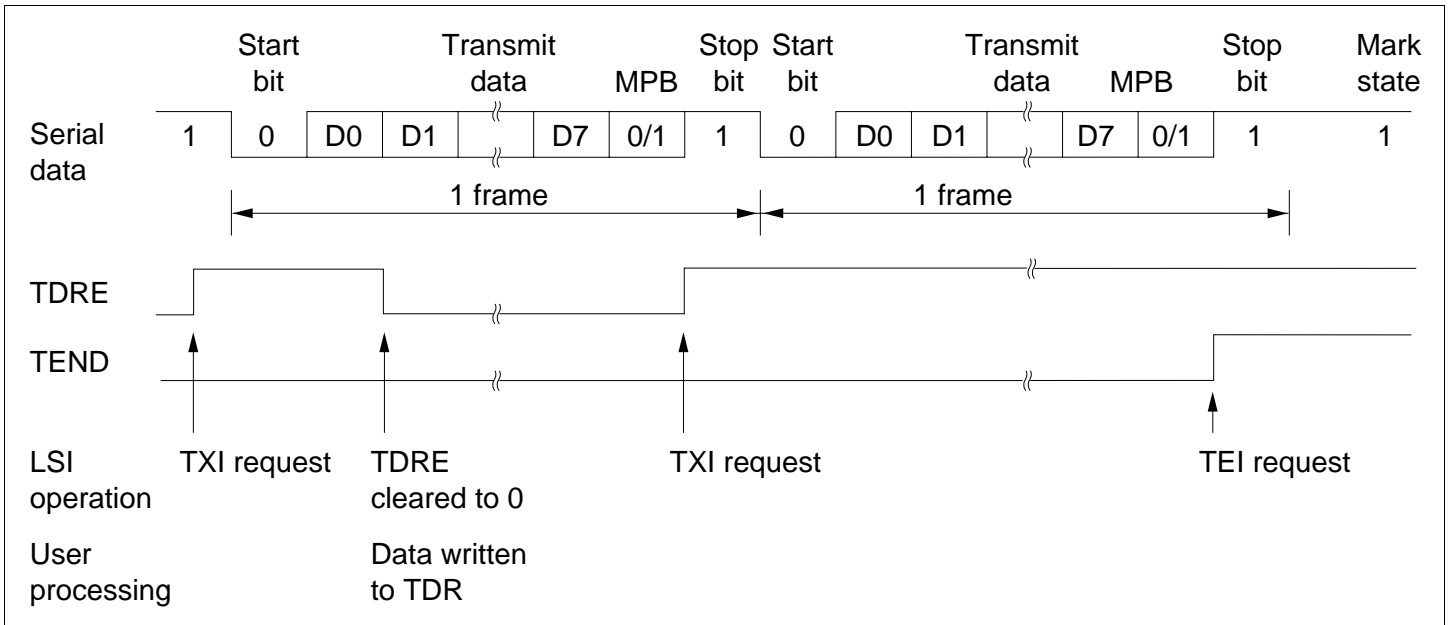 Start Transmit Stop Start Transmit Stop Mark
bit data MPB bit bit data MPB bit state
Serial 1 0 D0 D1 D7 0/1 1 0 D0 D1 D7 0/1 1 1
data
1 frame 1 frame
TDRE
TEND
LSI TXI request TDRE TXI request TEI request
operation cleared to 0
User Data written
processing to TDR